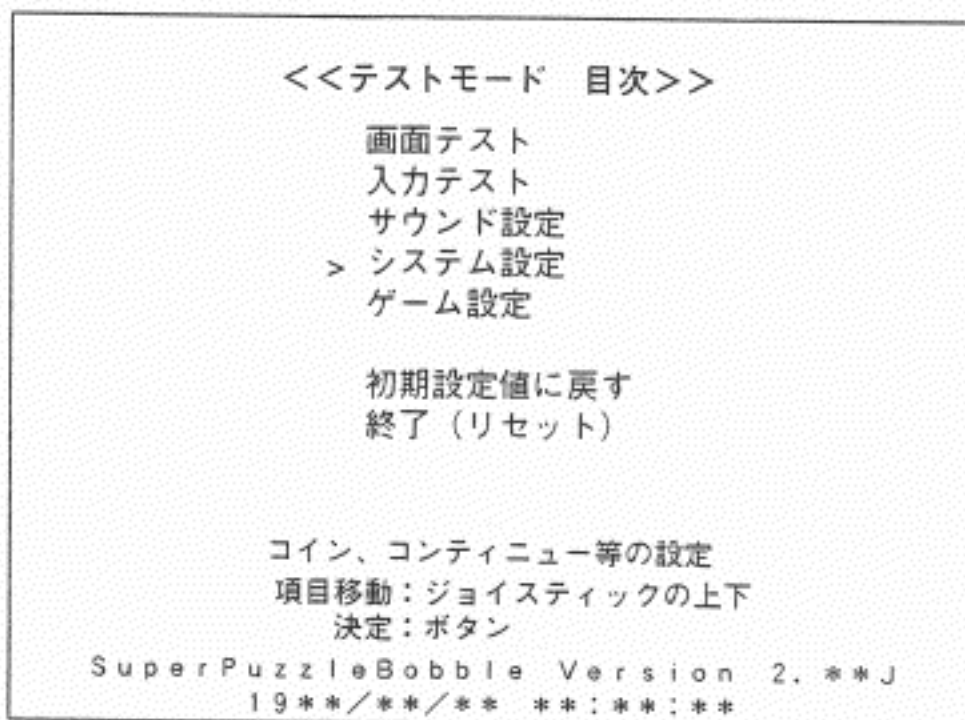 ＜＜テストモード　目次＞＞
画面テスト
入力テスト
サウンド設定
> システム設定
ゲーム設定
初期設定値に戻す
終了（リセット）
コイン、コンティニュー等の設定
項目移動：ジョイスティックの上下
決定：ボタン
SuperPuzzleBobble Version 2.**J
19**/**/** **:**:**